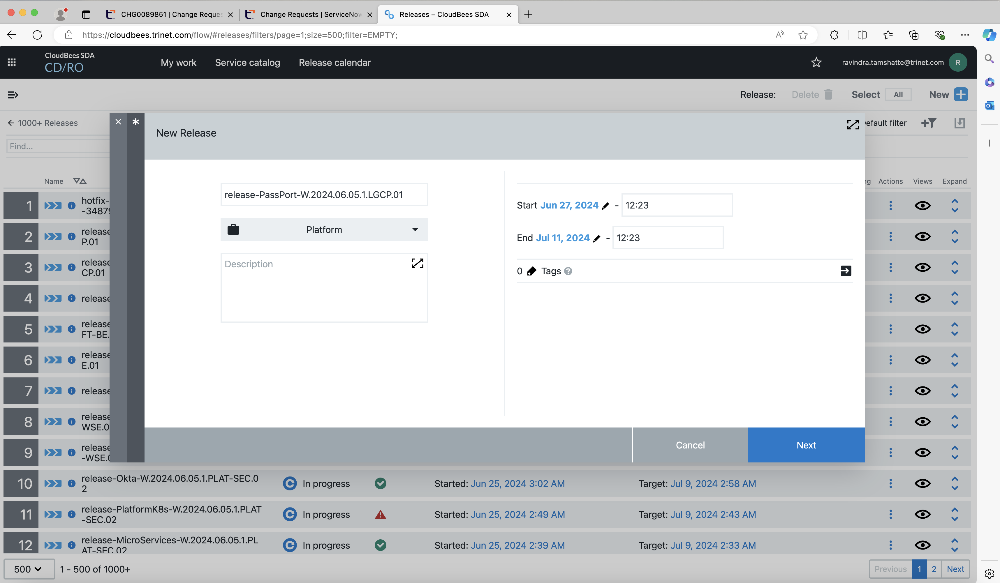 CHG0089851 | Change Reques
Change Requests | ServiceNow
Releases – CloudBees SDA
https://cloudbees.trinet.com/flow/#releases/filters/page=1;size=500;filter=EMPTY;
CloudBees SDA
CD/RO
My work
Service catalog
Release calendar
ravindra.tamshatte@trinet.com
R
Release:
Delete
Select
All
New
1000+ Releases
efault filter
Find...
New Release
Name
ng
Actions
Views
Expand
release-PassPort-W.2024.06.05.1.LGCP.01
Platform
Description
Start Jun 27, 2024 - 12:23
End Jul 11, 2024 - 12:23
0 Tags ?
Cancel
Next
1
hotfix-
-34879
2
release
P.01
3
release
CP.01
4
release
5
release
FT-BE.
6
release
E.01
7
release
8
release
WSE.0
9
release
-WSE.0
10
release-Okta-W.2024.06.05.1.PLAT-SEC.0
2
In progress
Started: Jun 25, 2024 3:02 AM
Target: Jul 9, 2024 2:58 AM
11
release-PlatformK8s-W.2024.06.05.1.PLAT
-SEC.02
In progress
Started: Jun 25, 2024 2:49 AM
Target: Jul 9, 2024 2:43 AM
12
release-MicroServices-W.2024.06.05.1.PL
AT-SEC.02
In progress
Started: Jun 25, 2024 2:39 AM
Target: Jul 9, 2024 2:33 AM
500
1 - 500 of 1000+
Previous
1
2
Next